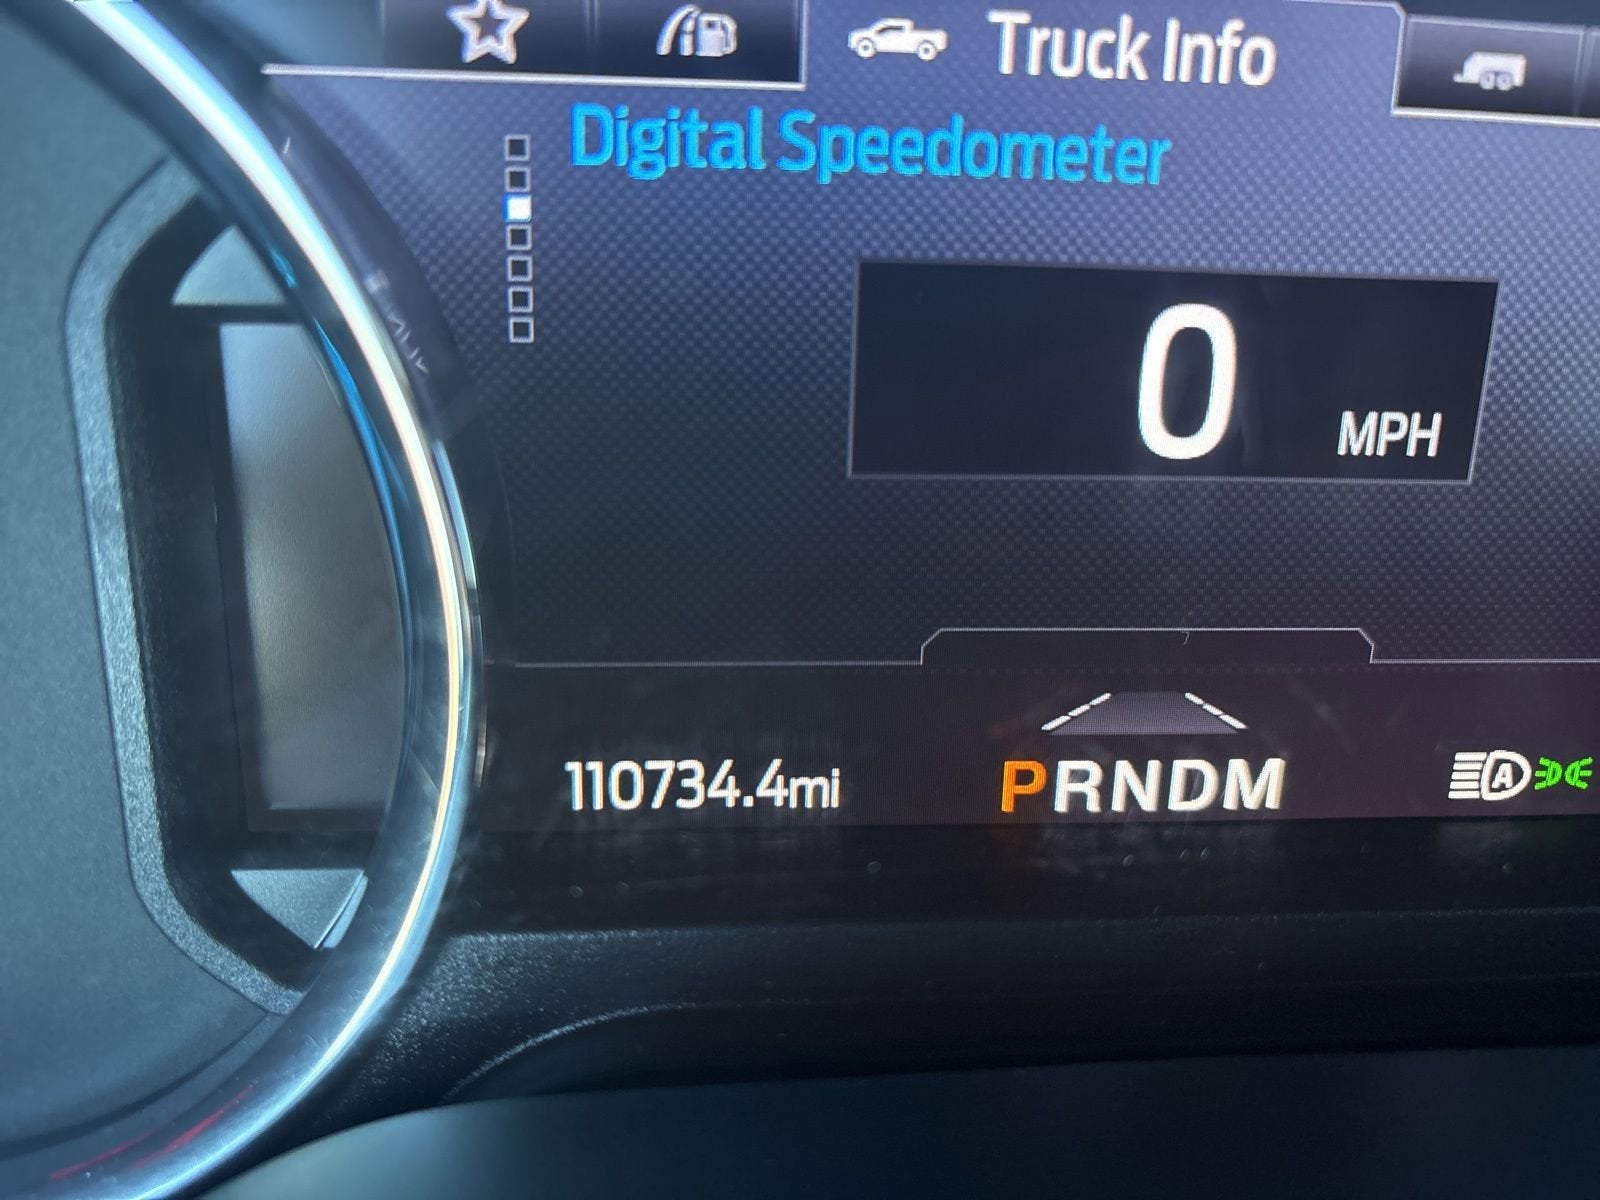 Truck Info
Digital Speedometer
0 MPH
110734.4mi
PRNDM
A